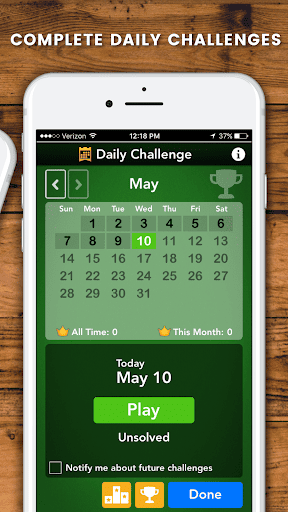 COMPLETE DAILY CHALLENGES
Verizon 12:18 PM 37%
Daily Challenge i
< > May
Sun Mon Tue Wed Thu Fri Sat
1 2 3 4 5 6
7 8 9 10 11 12 13
14 15 16 17 18 19 20
21 22 23 24 25 26 27
28 29 30 31
All Time: 0 This Month: 0
Today
May 10
Play
Unsolved
Notify me about future challenges
Done